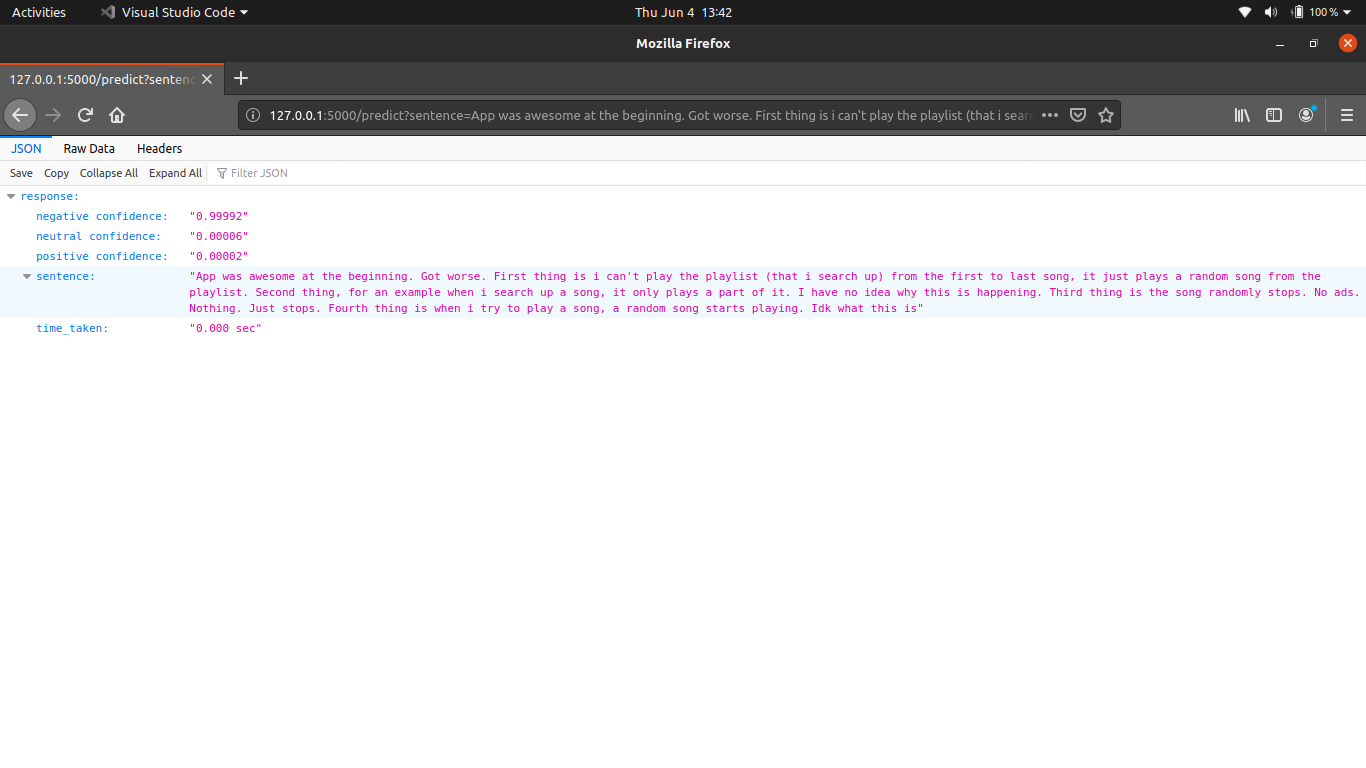 Activities Visual Studio Code Thu Jun 4 13:42 100 %
Mozilla Firefox
127.0.0.1:5000/predict?sentenc
127.0.0.1:5000/predict?sentence=App was awesome at the beginning. Got worse. First thing is i can't play the playlist (that i sear
JSON Raw Data Headers
Save Copy Collapse All Expand All Filter JSON
response:
negative confidence: "0.99992"
neutral confidence: "0.00006"
positive confidence: "0.00002"
sentence: "App was awesome at the beginning. Got worse. First thing is i can't play the playlist (that i search up) from the first to last song, it just plays a random song from the
playlist. Second thing, for an example when i search up a song, it only plays a part of it. I have no idea why this is happening. Third thing is the song randomly stops. No ads.
Nothing. Just stops. Fourth thing is when i try to play a song, a random song starts playing. Idk what this is"
time_taken: "0.000 sec"